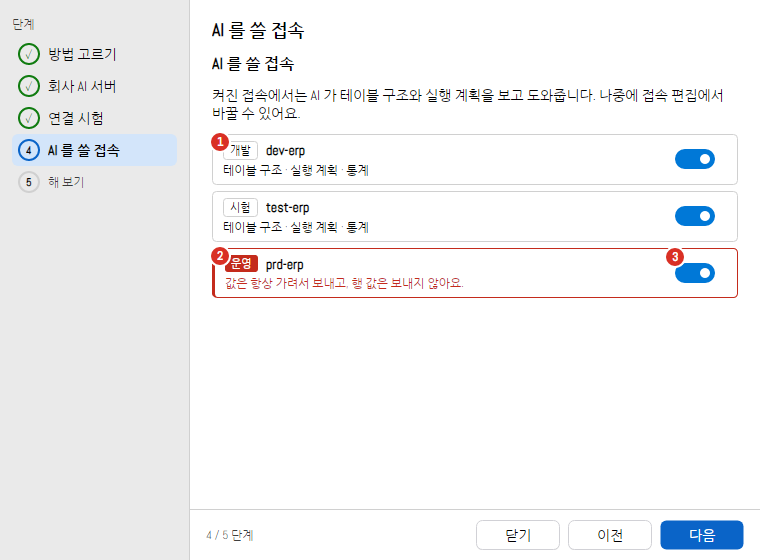 단계
방법 고르기
회사 AI 서버
연결 시험
4 AI 를 쓸 접속
5 해 보기
AI 를 쓸 접속
AI 를 쓸 접속
켜진 접속에서는 AI 가 테이블 구조와 실행 계획을 보고 도와줍니다. 나중에 접속 편집에서
바꿀 수 있어요.
1
개발 dev-erp
테이블 구조 · 실행 계획 · 통계
시험 test-erp
테이블 구조 · 실행 계획 · 통계
2 3
운영 prd-erp
값은 항상 가려서 보내고, 행 값은 보내지 않아요.
4 / 5 단계 닫기 이전 다음